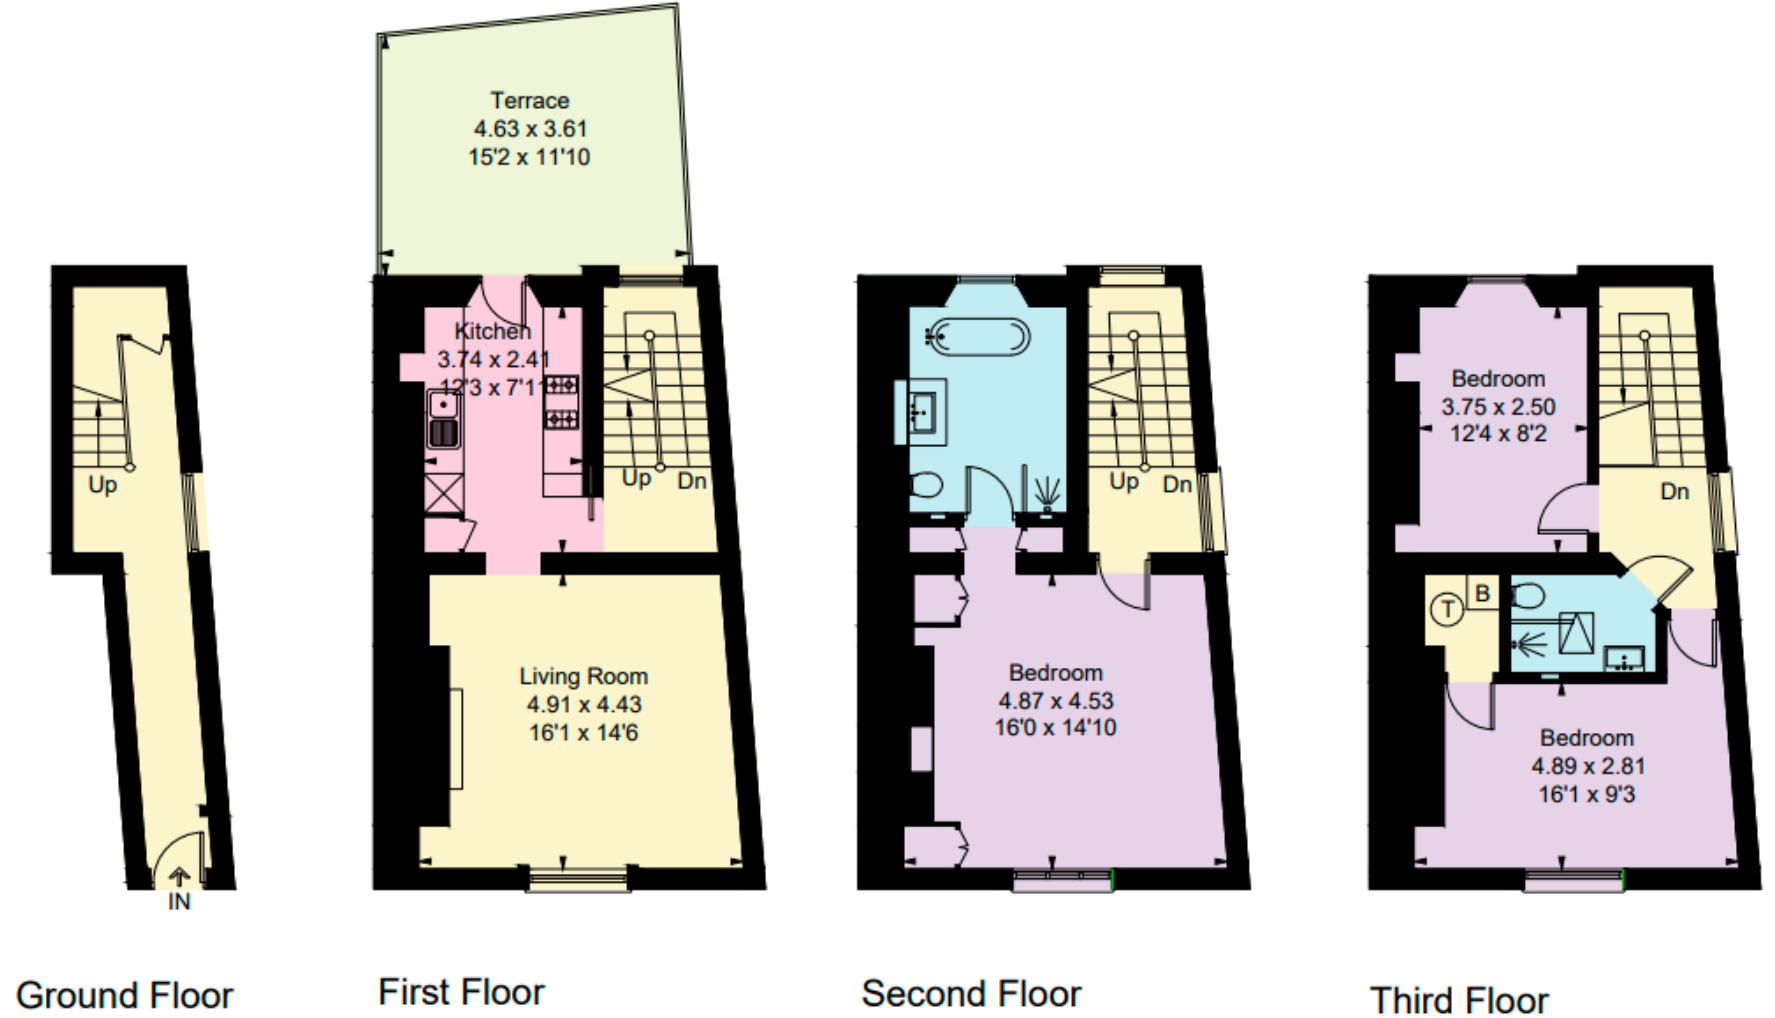 Terrace
4.63 x 3.61
15'2 x 11'10
Kitchen
3.74 x 2.41
12'3 x 7'11
Up
Dn
Living Room
4.91 x 4.43
16'1 x 14'6
Up
IN
Up
Dn
Bedroom
4.87 x 4.53
16'0 x 14'10
Bedroom
3.75 x 2.50
12'4 x 8'2
Dn
T
B
Bedroom
4.89 x 2.81
16'1 x 9'3
Ground Floor
First Floor
Second Floor
Third Floor